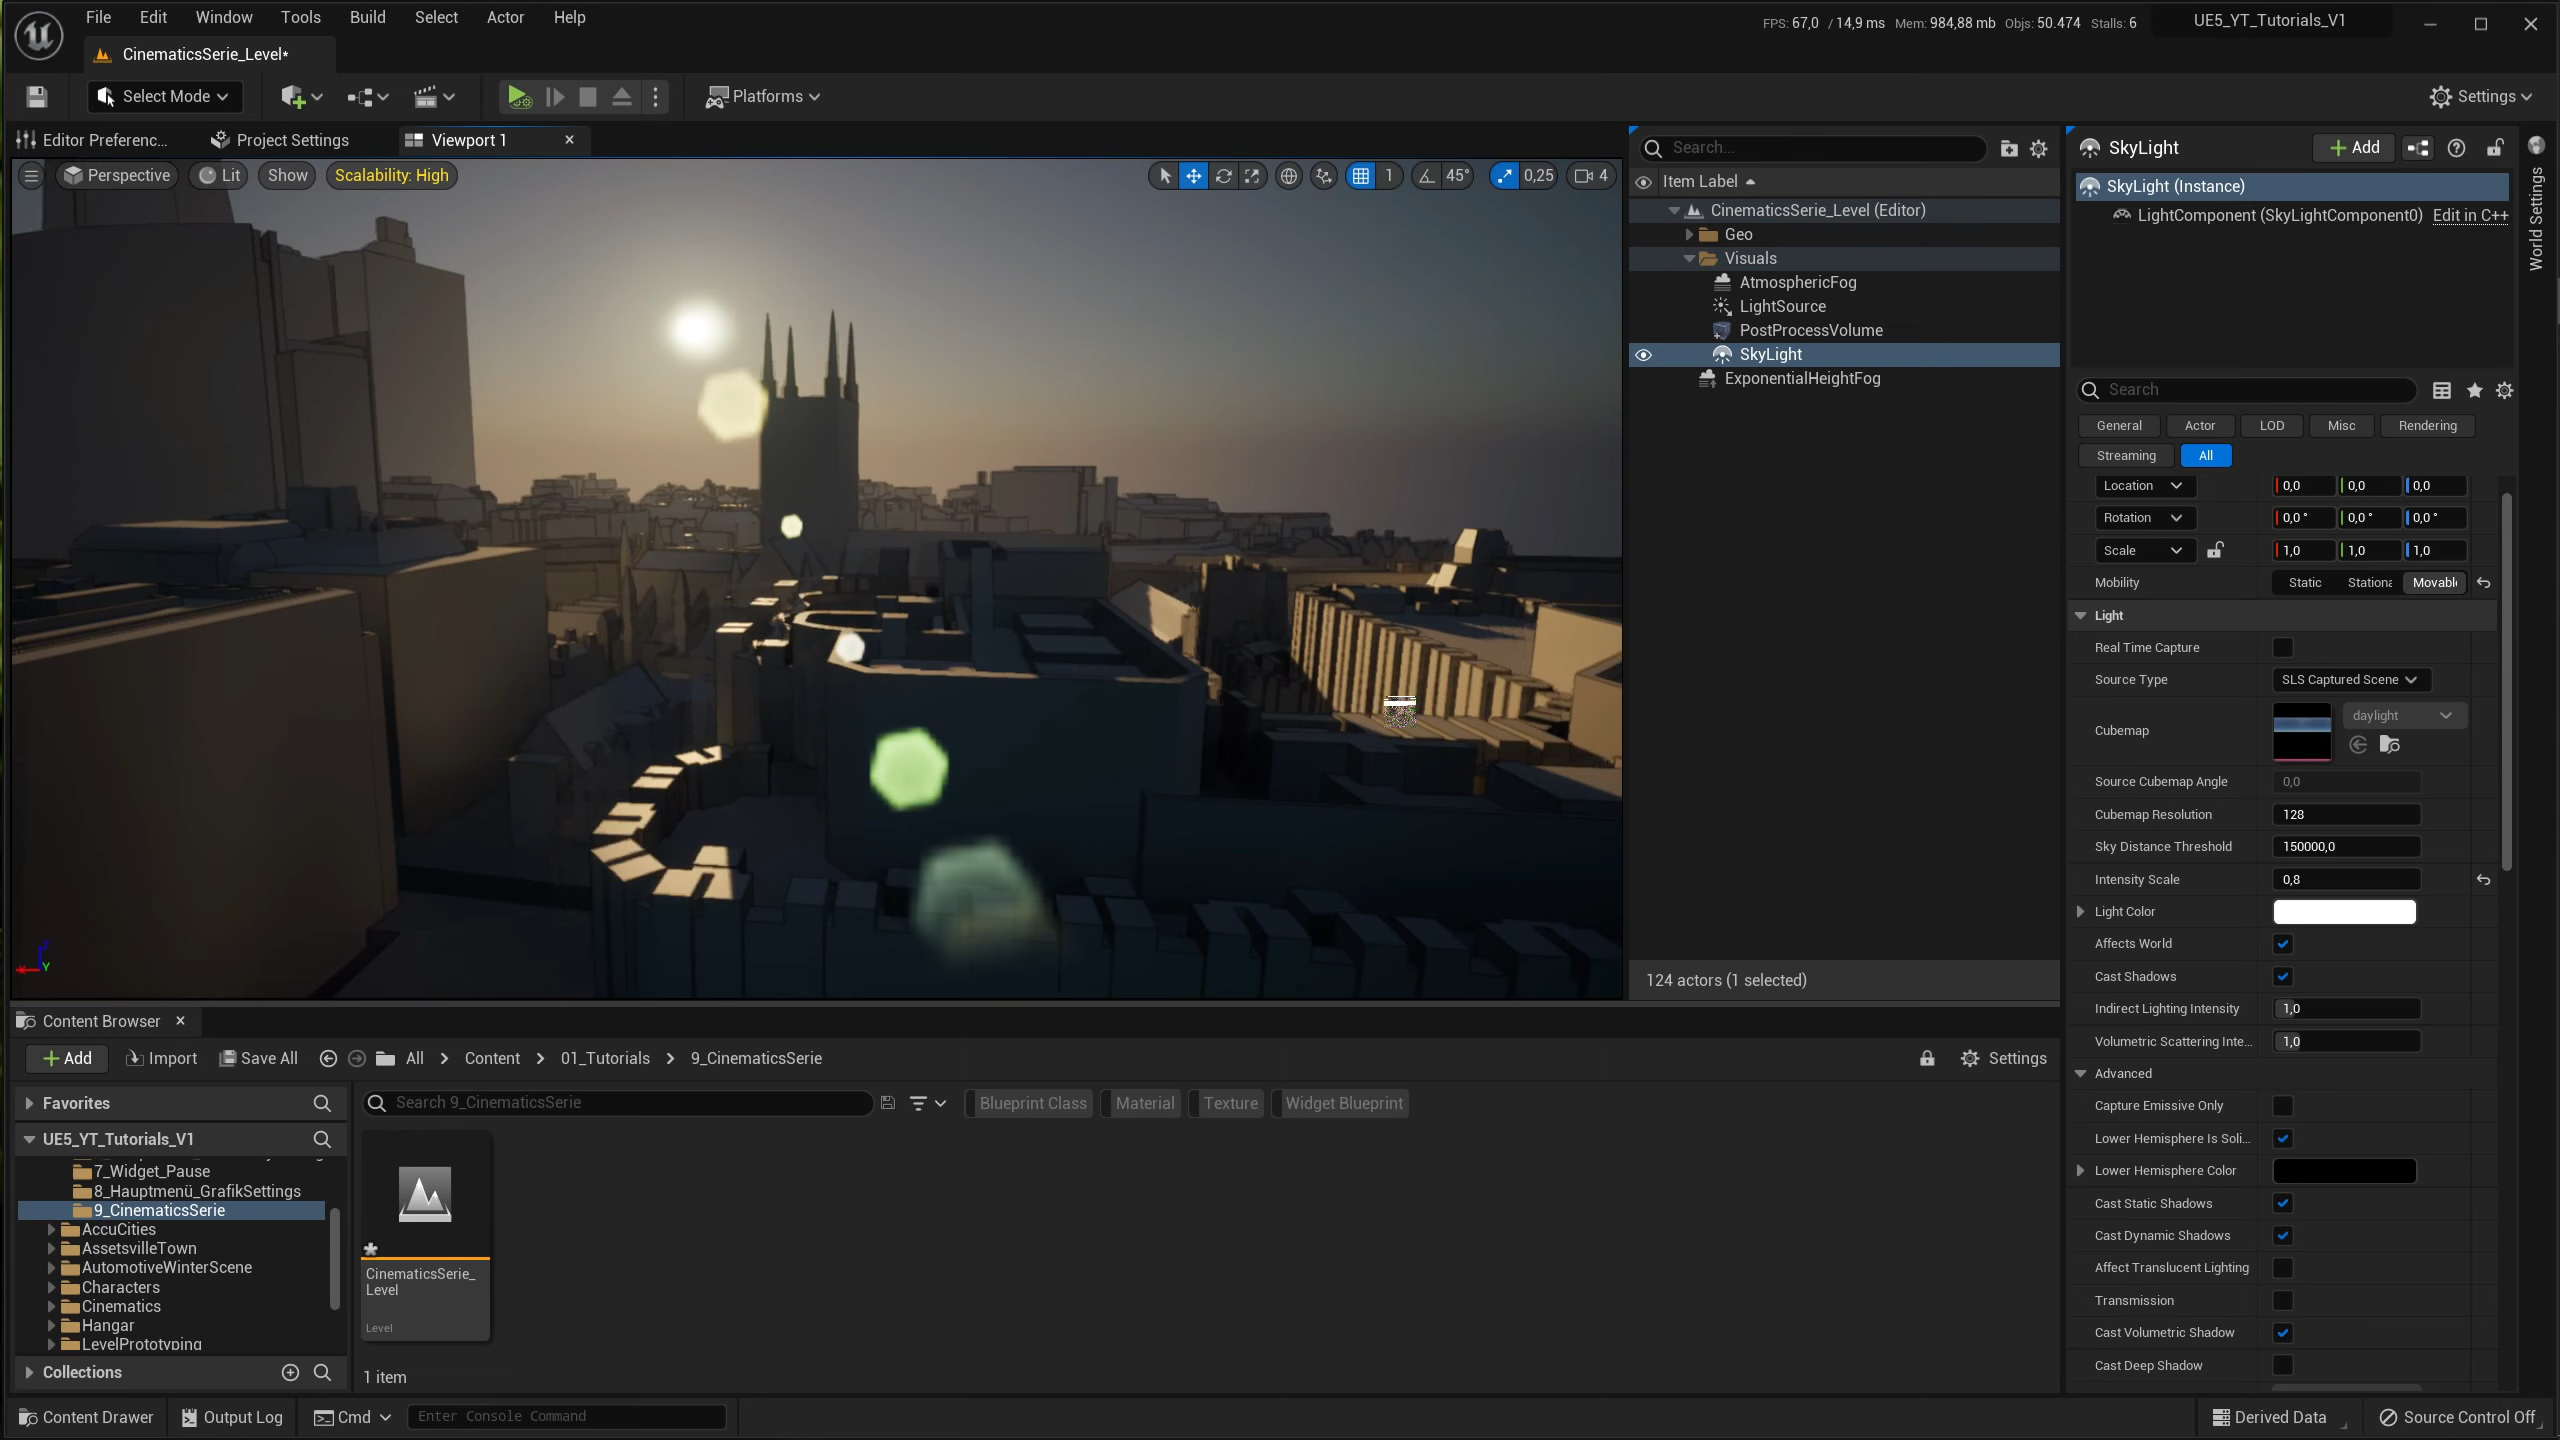 File Edit Window Tools Build Select Actor Help
FPS: 67,0 / 14,9 ms Mem: 984,88 mb Objs: 50.474 Stalls: 6
UE5_YT_Tutorials_V1
CinematicsSerie_Level*
Select Mode
Platforms
Settings
Editor Preferenc...
Project Settings
Viewport 1
Perspective
Lit
Show
Scalability: High
1
45°
0,25
4
Search...
Item Label
CinematicsSerie_Level (Editor)
Geo
Visuals
AtmosphericFog
LightSource
PostProcessVolume
SkyLight
ExponentialHeightFog
124 actors (1 selected)
SkyLight
Add
SkyLight (Instance)
LightComponent (SkyLightComponent0) Edit in C++
World Settings
Search
General Actor LOD Misc Rendering
Streaming All
Location 0,0 0,0 0,0
Rotation 0,0 ° 0,0 ° 0,0 °
Scale 1,0 1,0 1,0
Mobility Static Stationa Movabl
Light
Real Time Capture
Source Type SLS Captured Scene
Cubemap daylight
Source Cubemap Angle 0,0
Cubemap Resolution 128
Sky Distance Threshold 150000,0
Intensity Scale 0,8
Light Color
Affects World
Cast Shadows
Indirect Lighting Intensity 1,0
Volumetric Scattering Inte... 1,0
Advanced
Capture Emissive Only
Lower Hemisphere Is Soli...
Lower Hemisphere Color
Cast Static Shadows
Cast Dynamic Shadows
Affect Translucent Lighting
Transmission
Cast Volumetric Shadow
Cast Deep Shadow
Content Browser
Add Import Save All All Content 01_Tutorials 9_CinematicsSerie Settings
Favorites
UE5_YT_Tutorials_V1
7_Widget_Pause
8_Hauptmenü_GrafikSettings
9_CinematicsSerie
AccuCities
AssetsvilleTown
AutomotiveWinterScene
Characters
Cinematics
Hangar
LevelPrototyping
Collections
Search 9_CinematicsSerie
Blueprint Class Material Texture Widget Blueprint
CinematicsSerie_
Level
Level
1 item
Content Drawer Output Log Cmd Enter Console Command
Derived Data Source Control Off
X Z Y